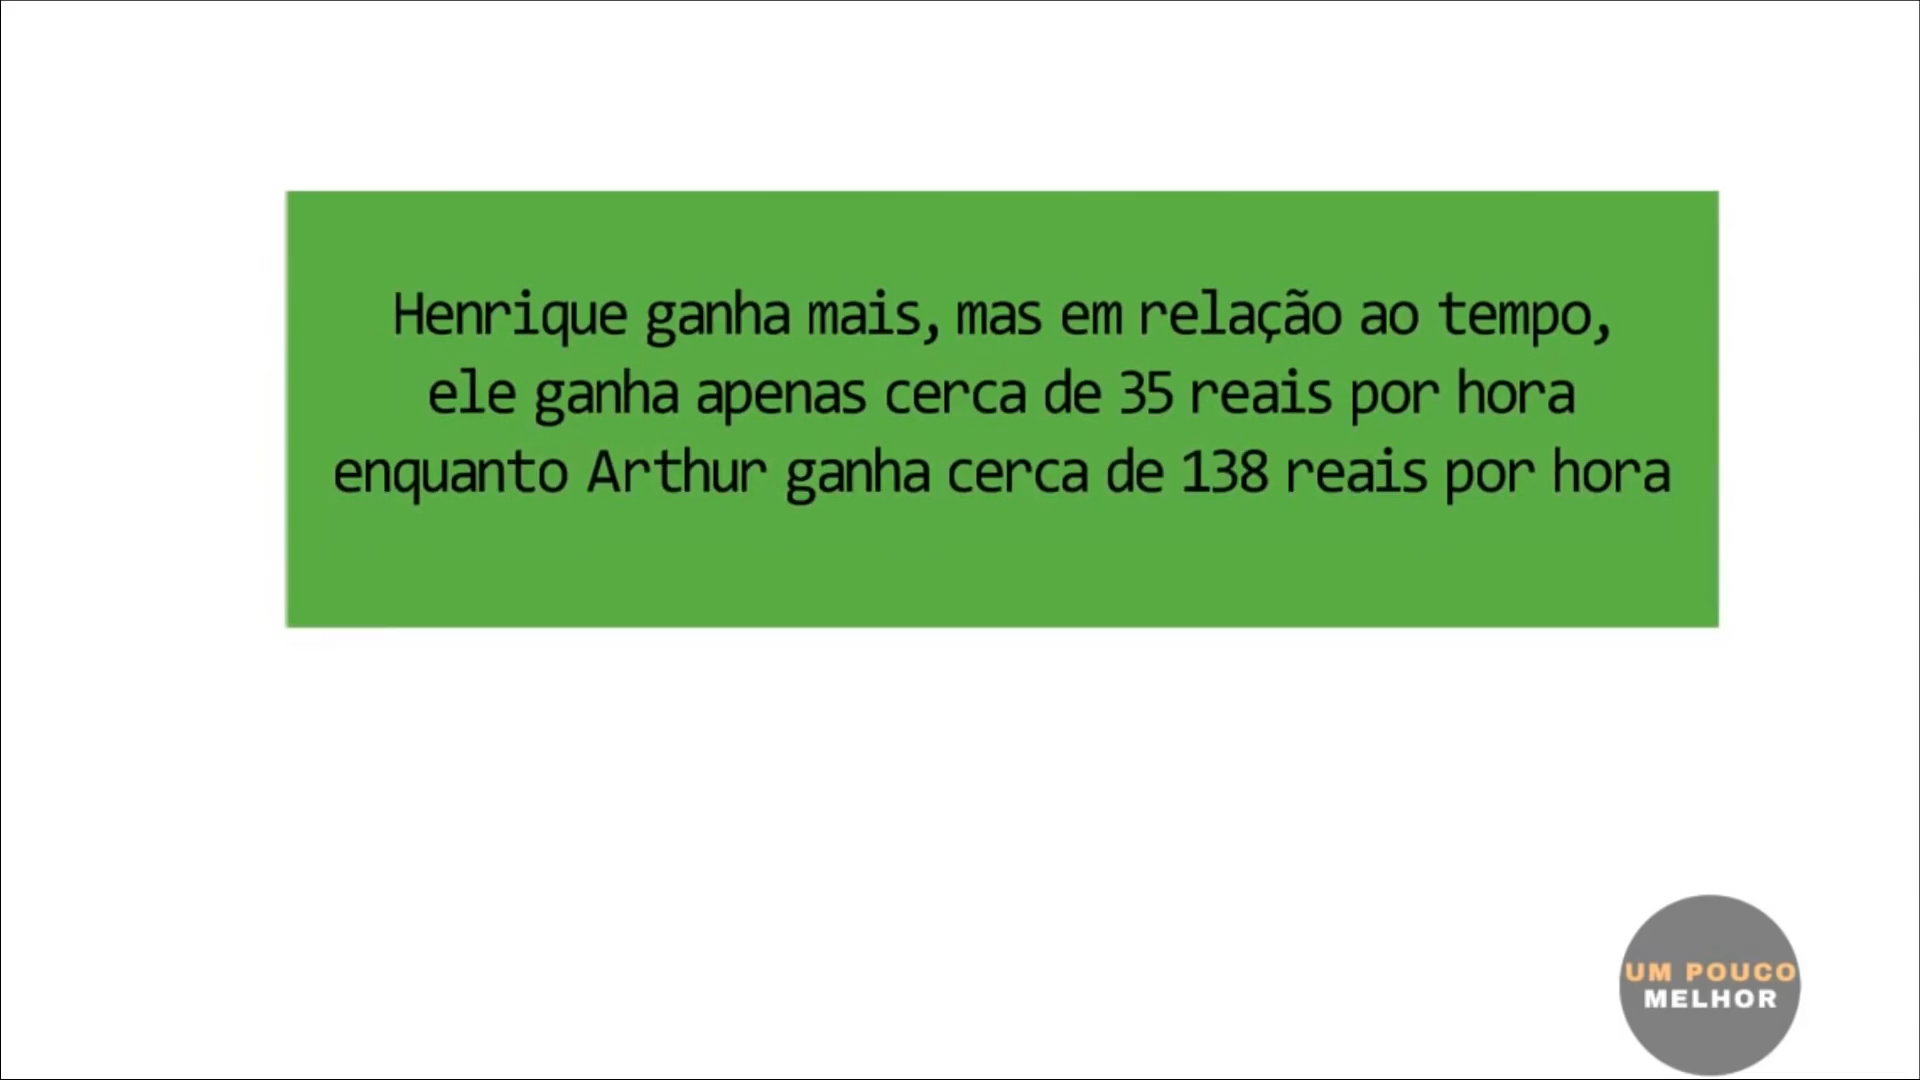 Henrique ganha mais, mas em relação ao tempo,
ele ganha apenas cerca de 35 reais por hora
enquanto Arthur ganha cerca de 138 reais por hora
UM POUCO
MELHOR